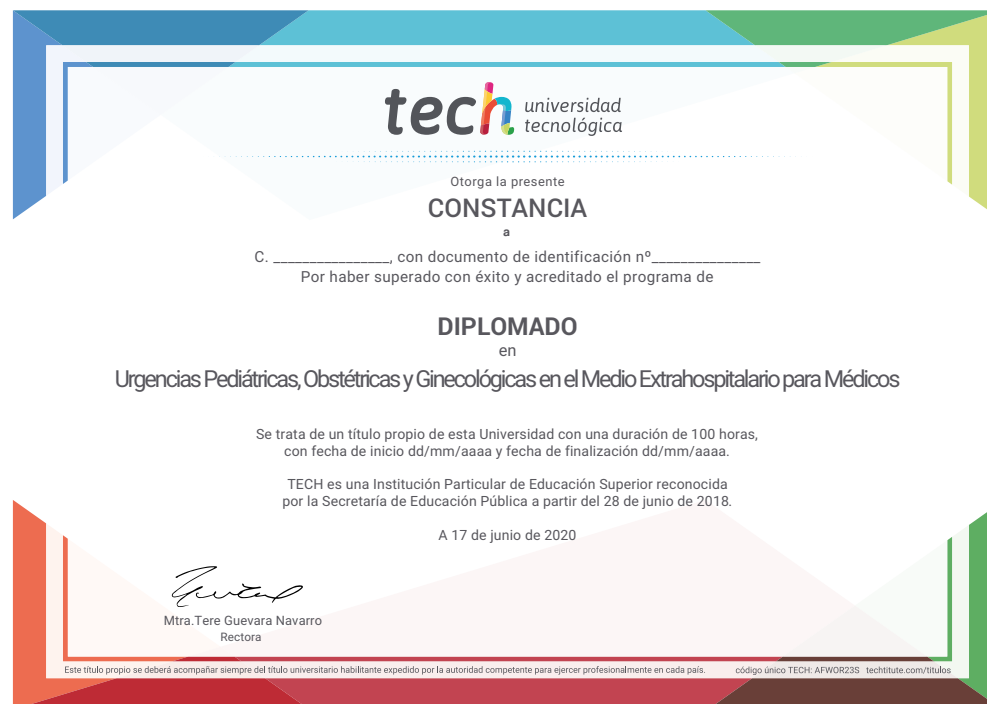 tech universidad
tecnológica
Otorga la presente
CONSTANCIA
a
C. ________________, con documento de identificación nº_______________
Por haber superado con éxito y acreditado el programa de
DIPLOMADO
en
Urgencias Pediátricas, Obstétricas y Ginecológicas en el Medio Extrahospitalario para Médicos
Se trata de un título propio de esta Universidad con una duración de 100 horas,
con fecha de inicio dd/mm/aaaa y fecha de finalización dd/mm/aaaa.
TECH es una Institución Particular de Educación Superior reconocida
por la Secretaría de Educación Pública a partir del 28 de junio de 2018.
A 17 de junio de 2020
Mtra.Tere Guevara Navarro
Rectora
Este título propio se deberá acompañar siempre del título universitario habilitante expedido por la autoridad competente para ejercer profesionalmente en cada país. código único TECH: AFWOR23S techtitute.com/titulos